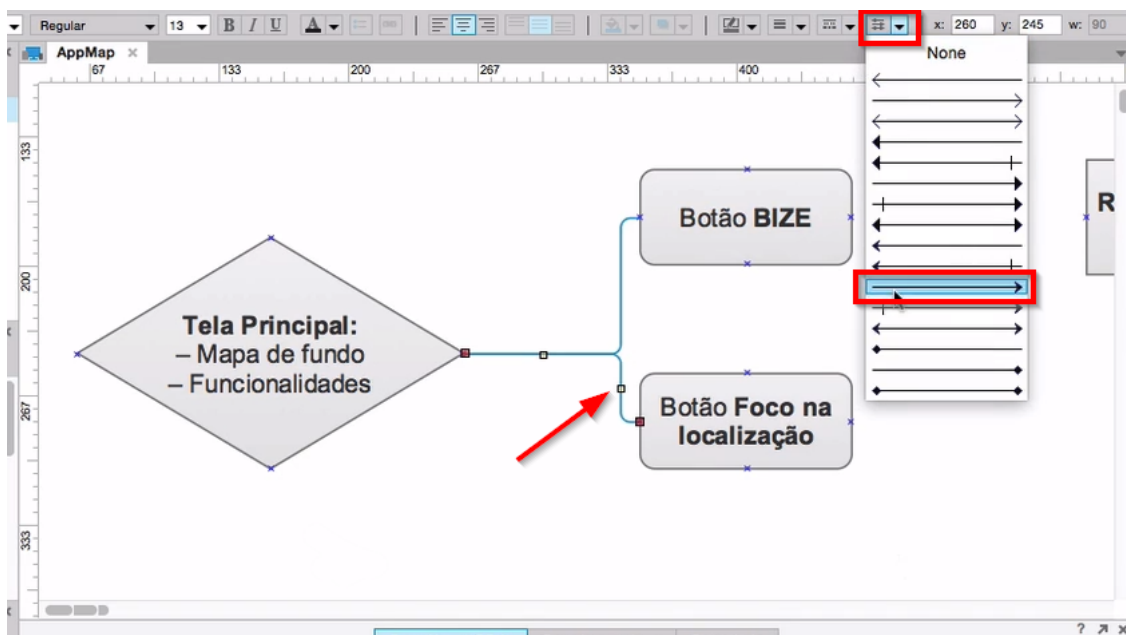 Regular 13 B I U A x: 260 y: 245 w: 90
AppMap
None
67 133 200 267 333 400
133
200
267
333
Botão BIZE
R
Tela Principal:
– Mapa de fundo
– Funcionalidades
Botão Foco na
localização
?